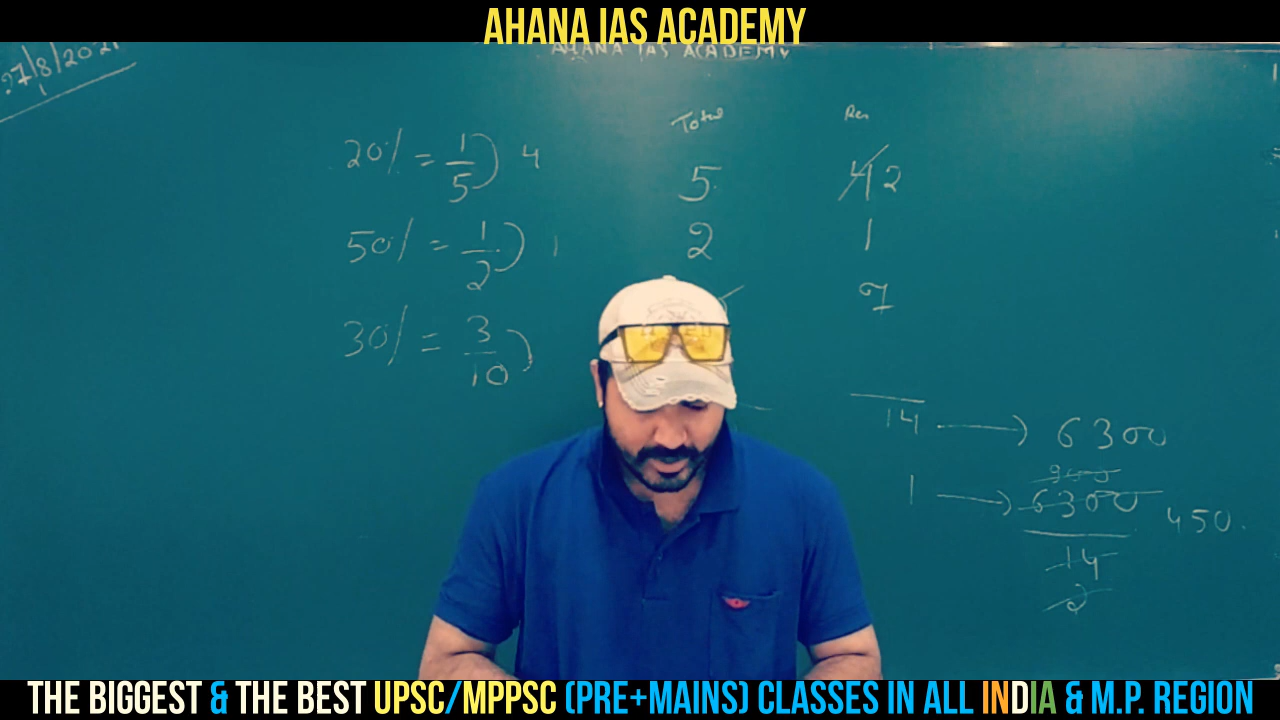 AHANA IAS ACADEMY
AHANA IAS ACADEMY
27/8/2021
Total
20% = 1/5) 4
5
4 2
50% = 1/2) 1
2
1
7
30% = 3/10)
14 → 6300
900
1 → 6300
450
14
2
THE BIGGEST & THE BEST UPSC/MPPSC (PRE+MAINS) CLASSES IN ALL INDIA & M.P. REGION